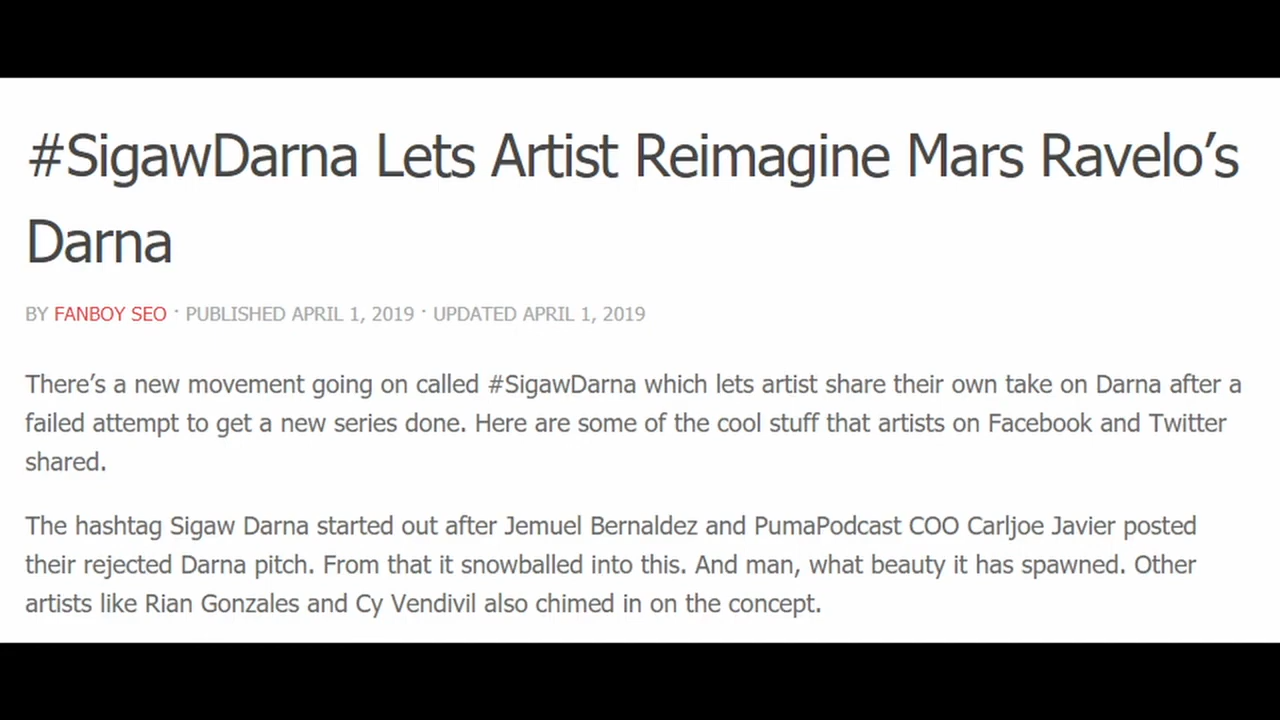 #SigawDarna Lets Artist Reimagine Mars Ravelo’s
Darna
BY FANBOY SEO · PUBLISHED APRIL 1, 2019 · UPDATED APRIL 1, 2019
There’s a new movement going on called #SigawDarna which lets artist share their own take on Darna after a
failed attempt to get a new series done. Here are some of the cool stuff that artists on Facebook and Twitter
shared.
The hashtag Sigaw Darna started out after Jemuel Bernaldez and PumaPodcast COO Carljoe Javier posted
their rejected Darna pitch. From that it snowballed into this. And man, what beauty it has spawned. Other
artists like Rian Gonzales and Cy Vendivil also chimed in on the concept.